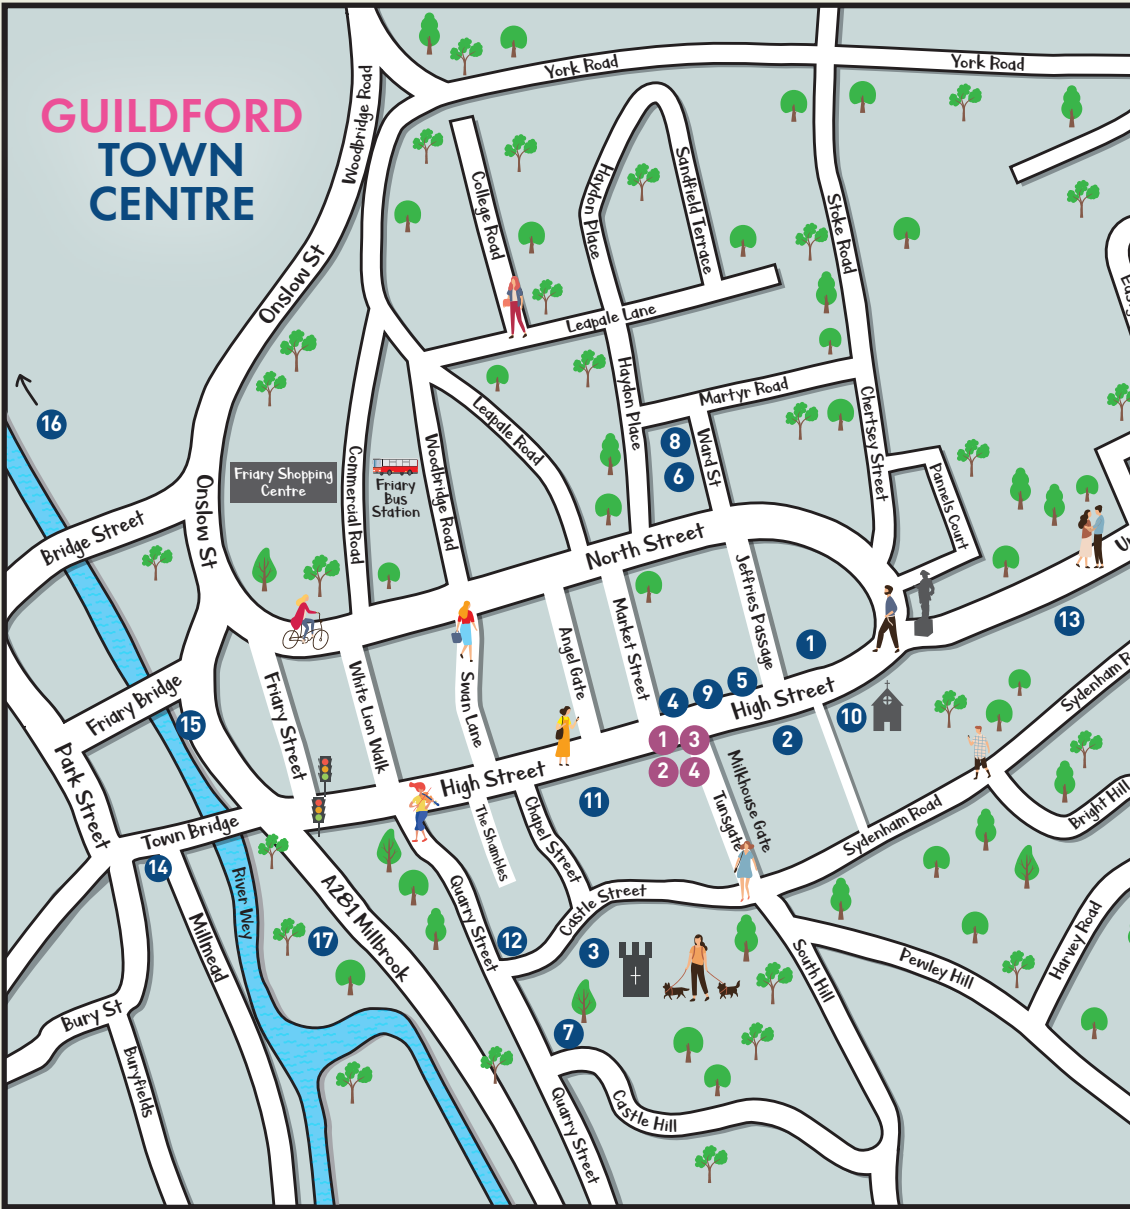 GUILDFORD
TOWN
CENTRE
York Road
York Road
Woodbridge Road
College Road
Haydon Place
Sandfield Terrace
Stoke Road
Onslow St
Leapale Lane
16
Haydon Place
Martyr Road
Leapale Road
Chertsey Street
8
6
Ward St
Friary Shopping
Centre
Commercial Road
Friary
Bus
Station
Woodbridge Road
Pannels Court
Onslow St
Bridge Street
North Street
Jeffries Passage
Market Street
Angel Gate
13
1
Friary Bridge
Friary Street
White Lion Walk
Swan Lane
5
9
4
High Street
10
15
1
3
2
2
4
Park Street
High Street
Milkhouse Gate
Tunsgate
11
Sydenham Road
Bright Hill
The Shambles
Chapel Street
Town Bridge
14
River Wey
Millmead
A281 Millbrook
Quarry Street
Castle Street
Sydenham Road
17
12
3
South Hill
Pewley Hill
Harvey Road
Bury St
7
Buryfields
Quarry Street
Castle Hill